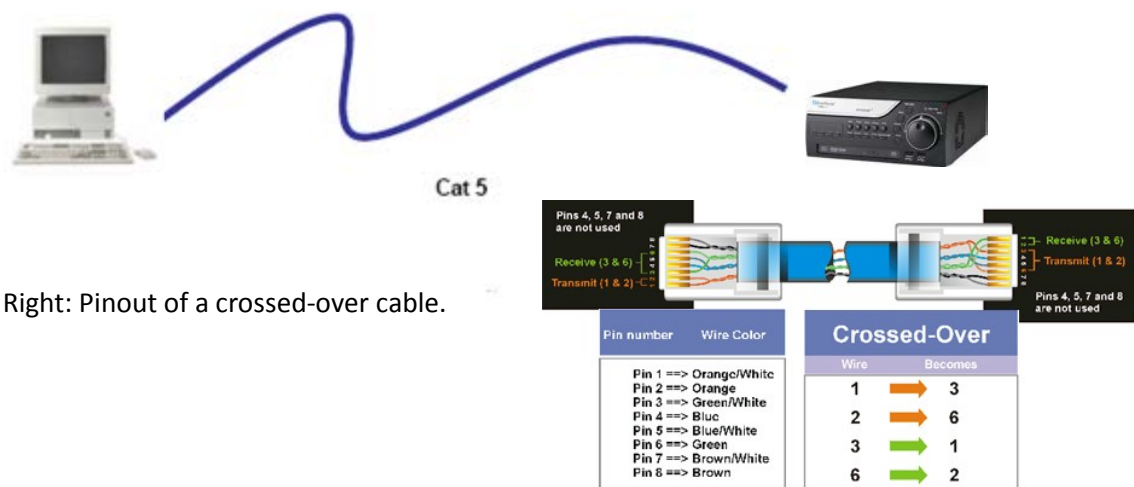 Cat 5
Right: Pinout of a crossed-over cable.
Pins 4, 5, 7 and 8
are not used
Receive (3 & 6)
Transmit (1 & 2)
Receive (3 & 6)
Transmit (1 & 2)
Pins 4, 5, 7 and 8
are not used
Pin number Wire Color
Pin 1 ==> Orange/White
Pin 2 ==> Orange
Pin 3 ==> Green/White
Pin 4 ==> Blue
Pin 5 ==> Blue/White
Pin 6 ==> Green
Pin 7 ==> Brown/White
Pin 8 ==> Brown
Crossed-Over
Wire Becomes
1 3
2 6
3 1
6 2